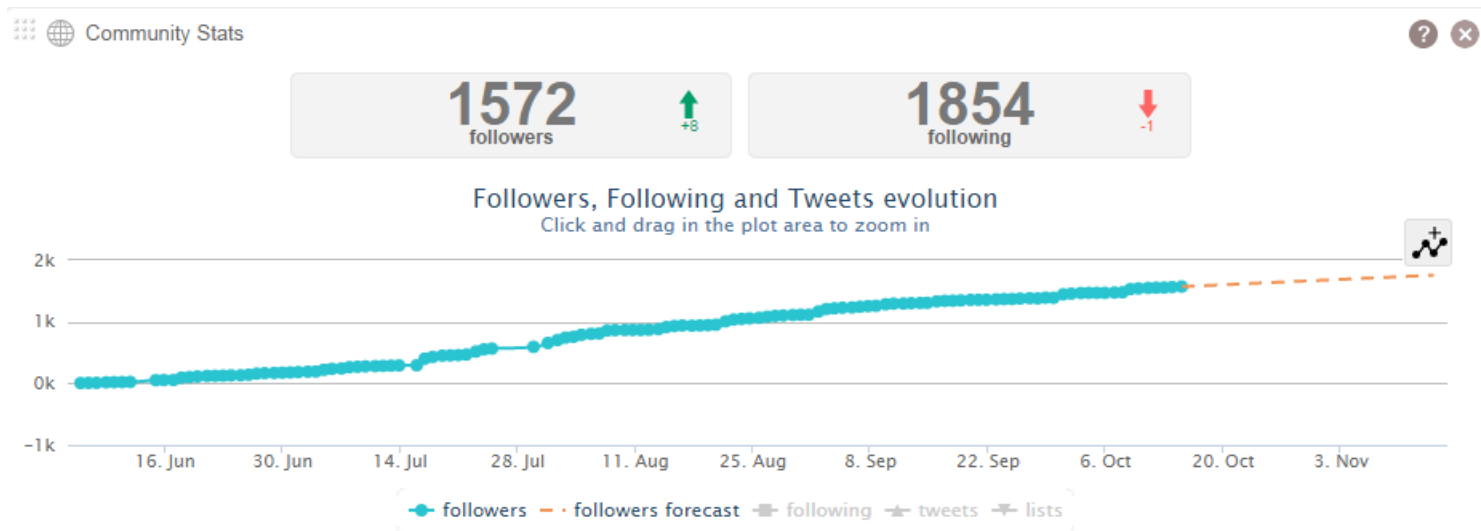 Community Stats
? ×
1572
followers
+8
1854
following
-1
Followers, Following and Tweets evolution
Click and drag in the plot area to zoom in
2k
1k
0k
-1k
16. Jun 30. Jun 14. Jul 28. Jul 11. Aug 25. Aug 8. Sep 22. Sep 6. Oct 20. Oct 3. Nov
followers followers forecast following tweets lists